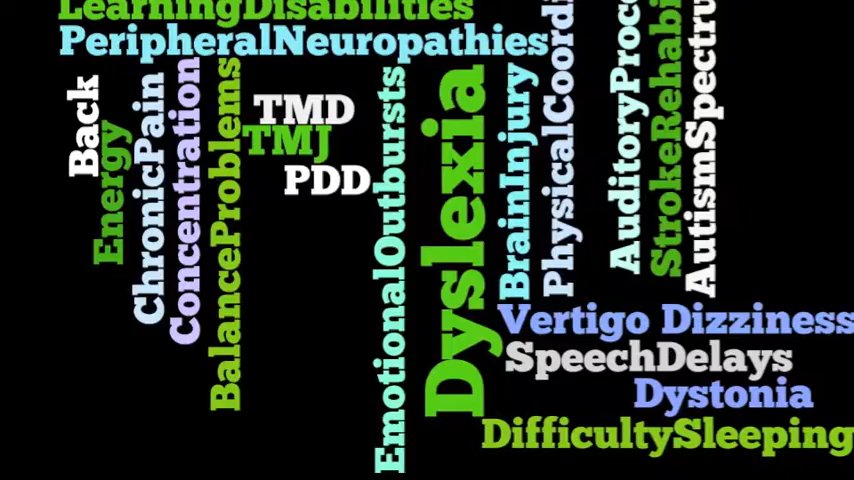 LearningDisabilities
PeripheralNeuropathies
Back
Energy
ChronicPain
Concentration
BalanceProblems
TMD
TMJ
PDD
EmotionalOutbursts
Dyslexia
BrainInjury
PhysicalCoordi
AuditoryProc
StrokeRehabi
AutismSpectru
Vertigo Dizziness
SpeechDelays
Dystonia
DifficultySleeping